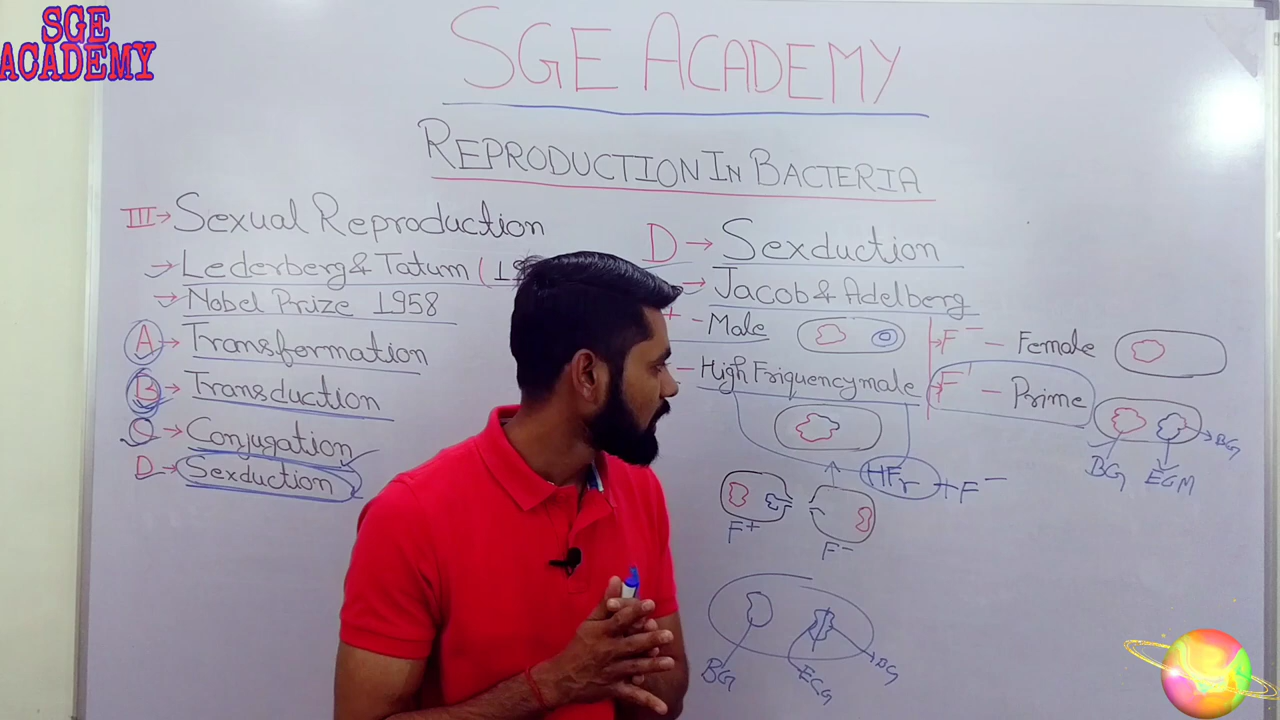 SGE
ACADEMY
SGE ACADEMY
REPRODUCTION IN BACTERIA
III→ Sexual Reproduction
→ Lederberg & Tatum (
→ Nobel Prize 1958
A→ Transformation
B→ Transduction
C→ Conjugation
D→ Sexduction
D→ Sexduction
→ Jacob & Adelberg
+ - Male
- High Friquency male
HFr + F-
F+
F-
BG
ECG
BG
→ F- - Female
→ F' - Prime
BG
EGM
BG